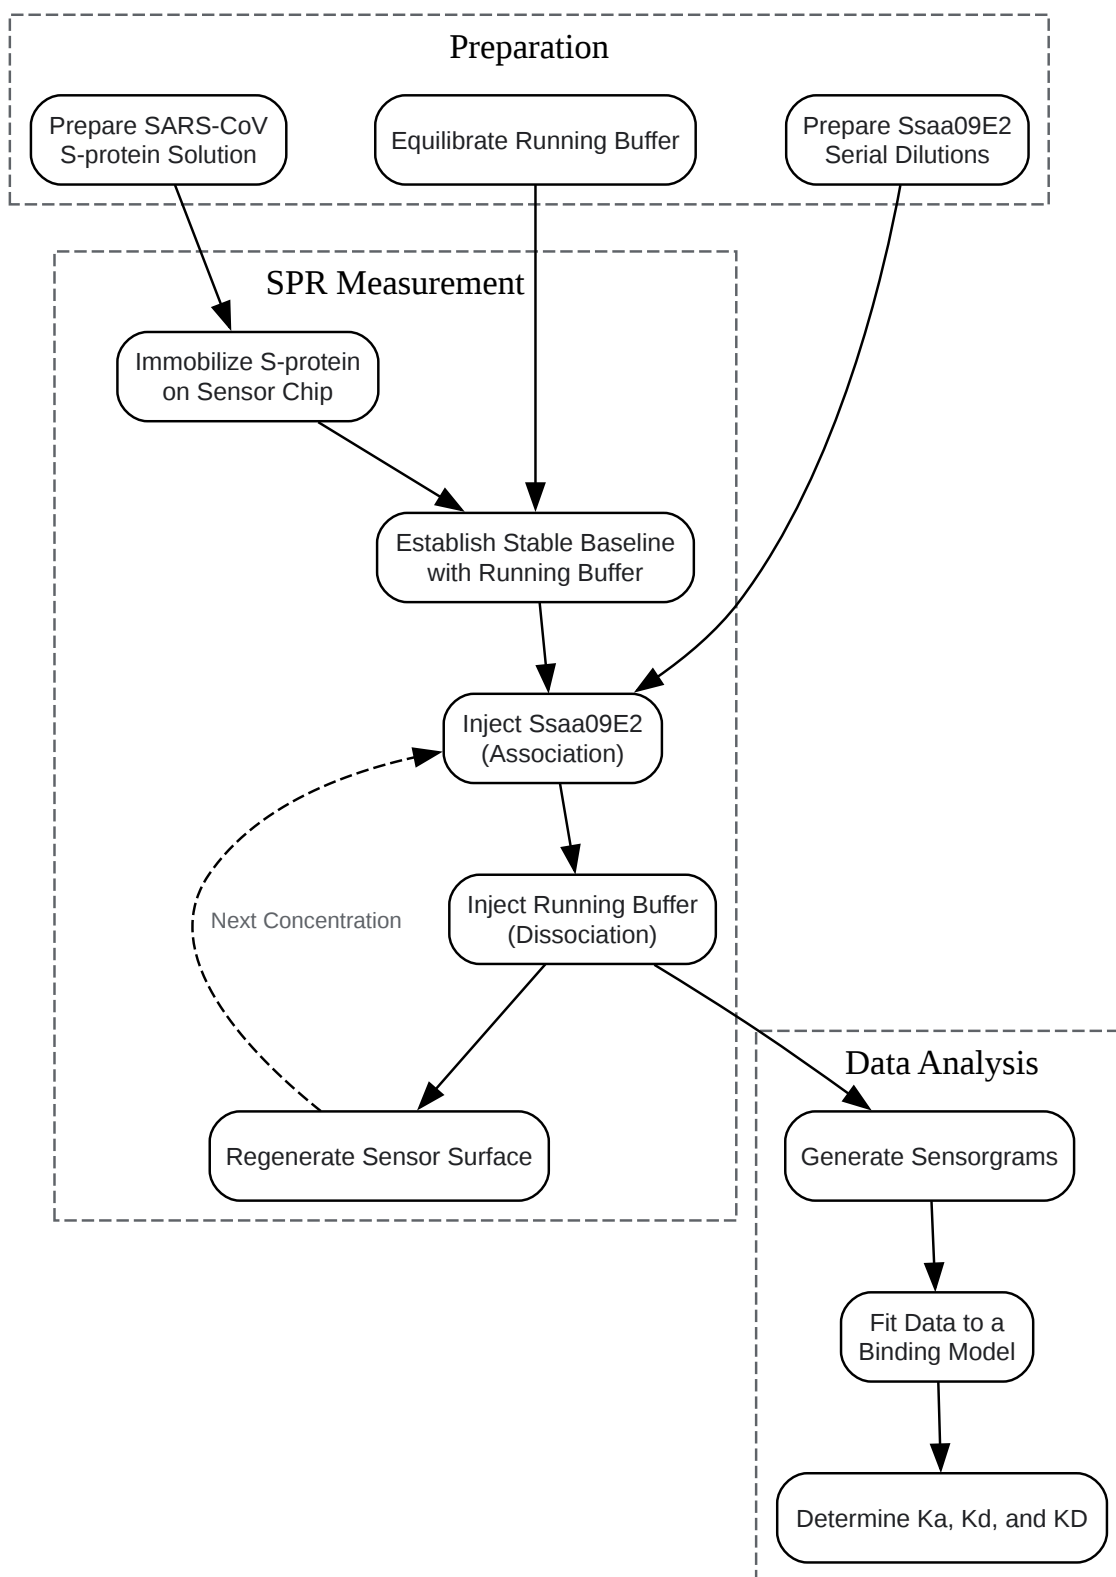 Preparation
Prepare SARS-CoV
S-protein Solution
Equilibrate Running Buffer
Prepare Ssaa09E2
Serial Dilutions
SPR Measurement
Immobilize S-protein
on Sensor Chip
Establish Stable Baseline
with Running Buffer
Inject Ssaa09E2
(Association)
Next Concentration
Inject Running Buffer
(Dissociation)
Regenerate Sensor Surface
Data Analysis
Generate Sensorgrams
Fit Data to a
Binding Model
Determine Ka, Kd, and KD